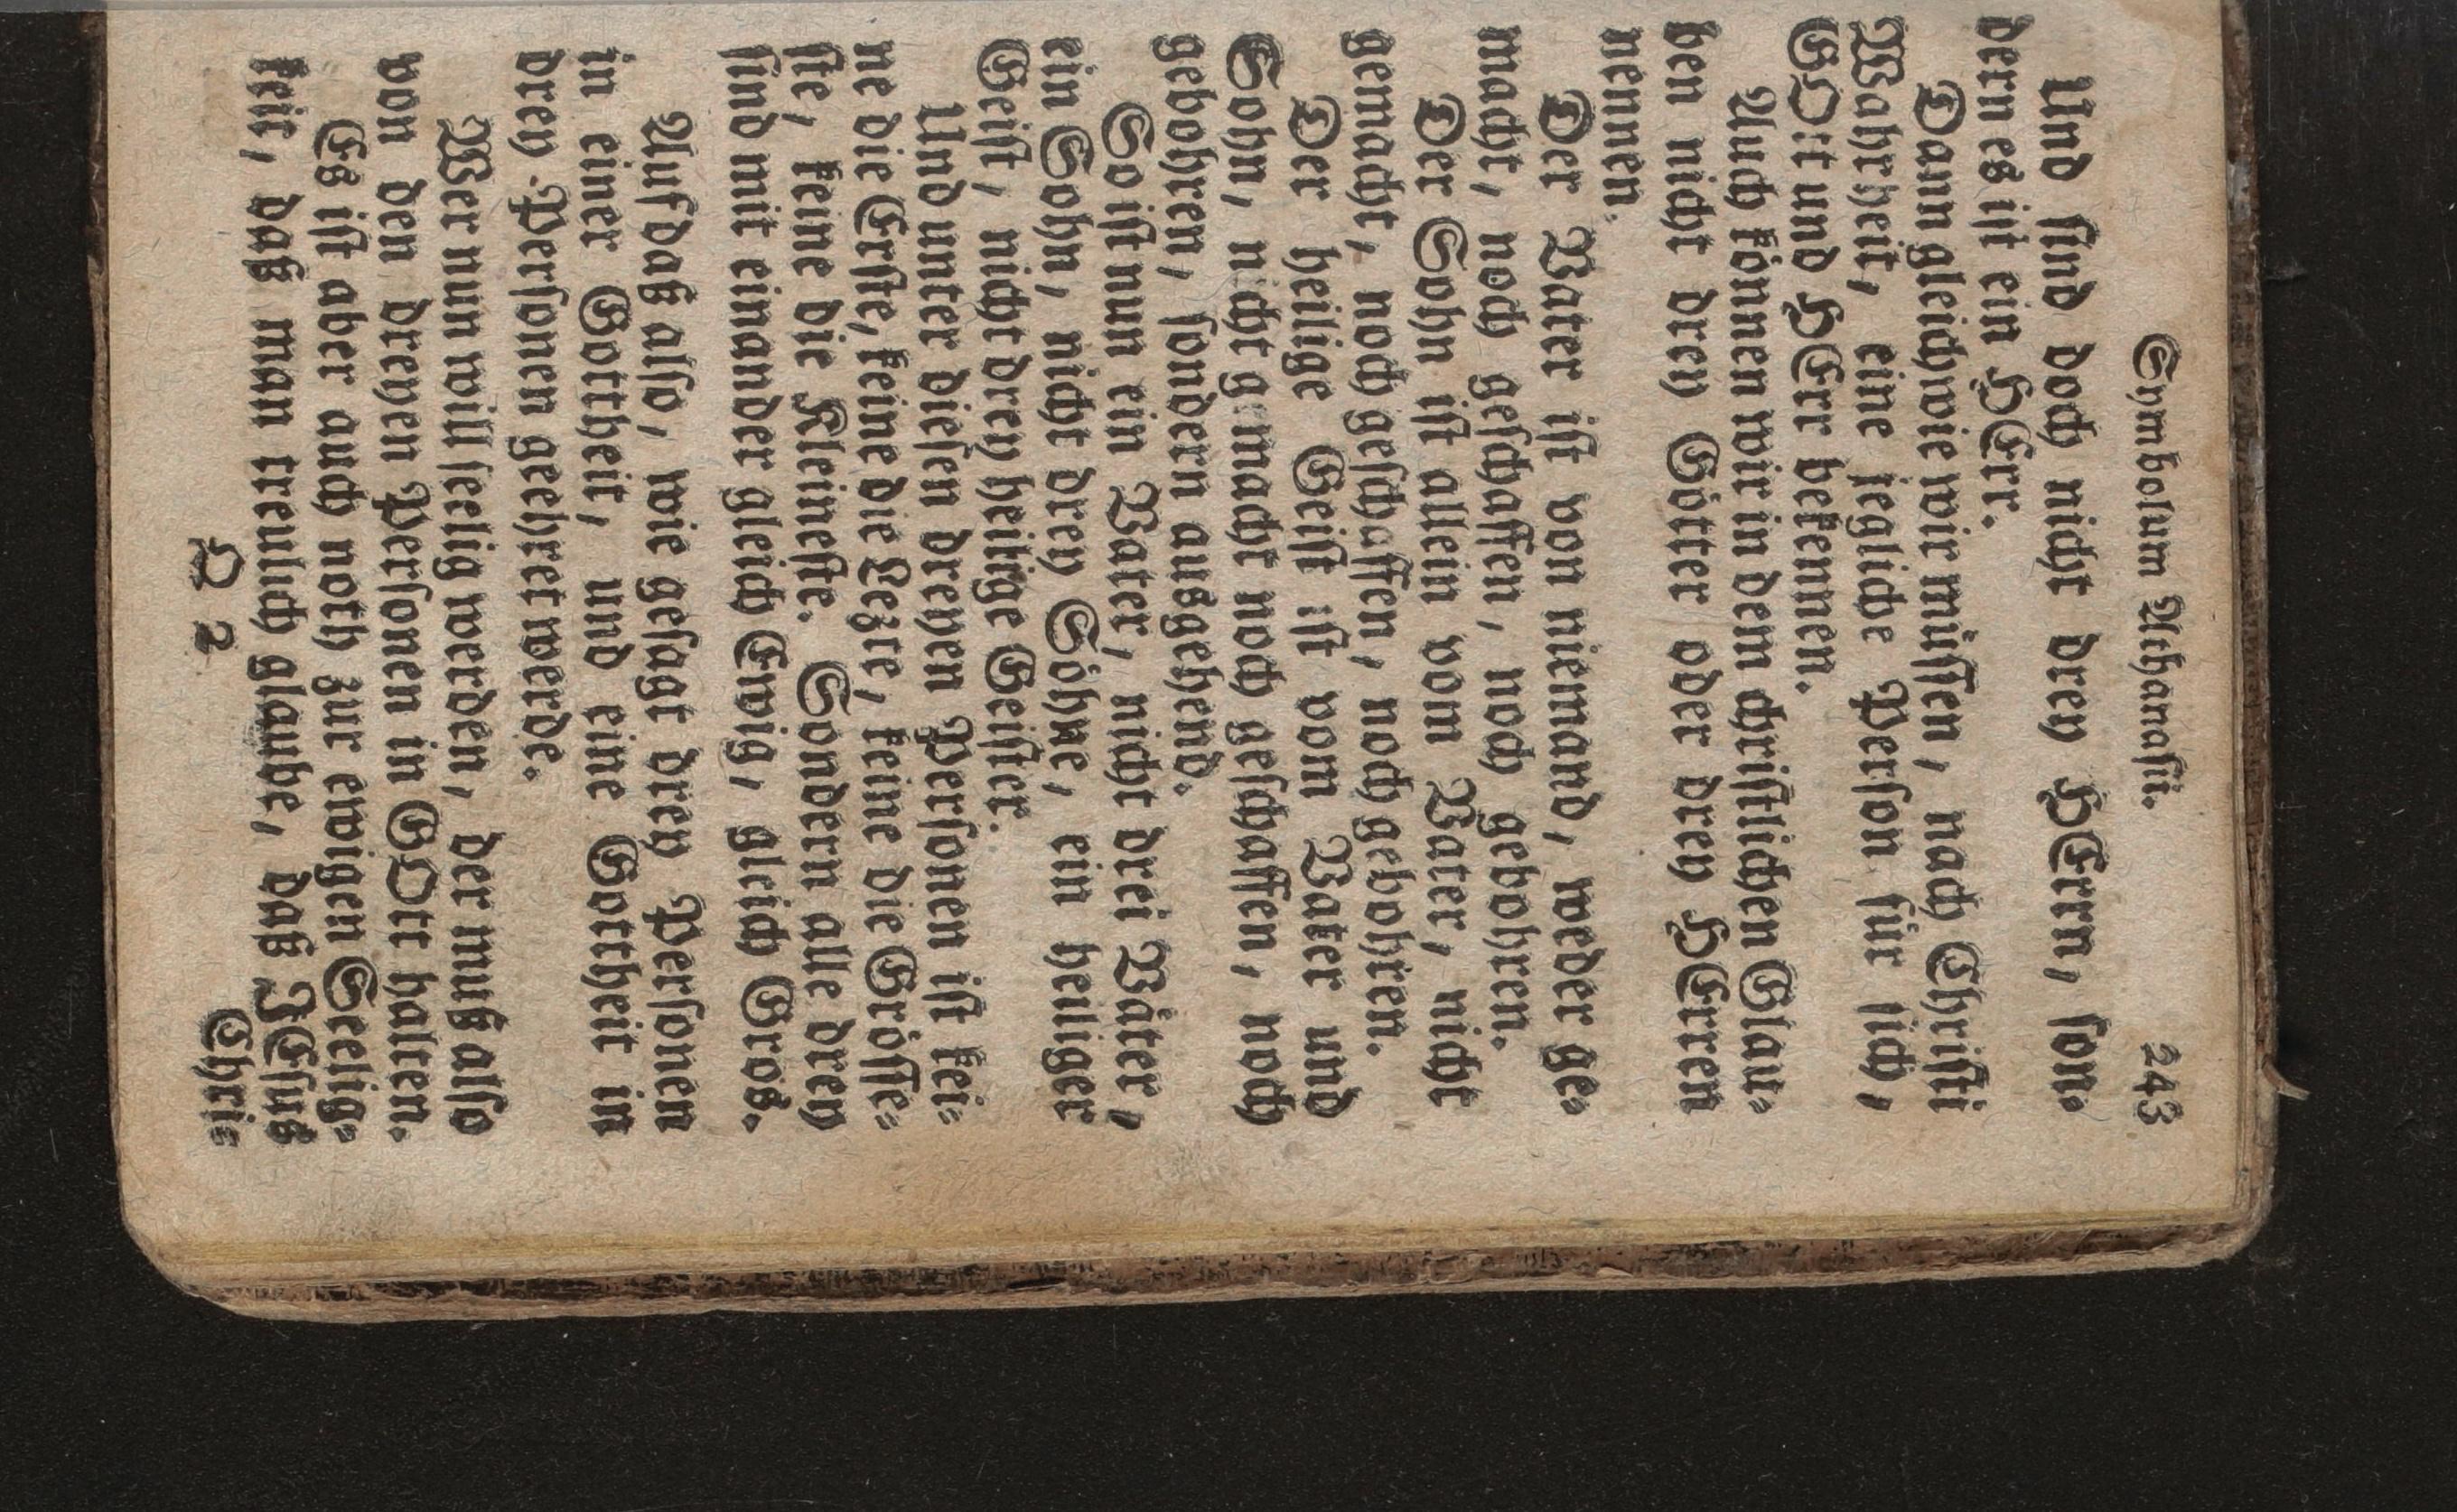 Symbolum Athanasii. 243
Und sind doch nicht drey HErrn, son-
dern es ist ein HErr.
Dann gleichwie wir müssen, nach Christi
Wahrheit, eine jegliche Person für sich,
GOtt und HErr bekennen.
Auch können wir in dem christlichen Glau-
ben nicht drey Götter oder drey HErren
nennen.
Der Vater ist von niemand, weder ge-
macht, noch geschaffen, noch gebohren.
Der Sohn ist allein vom Vater, nicht
gemacht, noch geschaffen, noch gebohren.
Der heilige Geist ist vom Vater und
Sohn, nicht gmacht noch geschaffen, noch
gebohren, sondern ausgehend.
So ist nun ein Vater, nicht drei Väter,
ein Sohn, nicht drey Söhne, ein heiliger
Geist, nicht drey heilige Geister.
Und unter diesen dreyen Personen ist kei-
ne die Erste, keine die Letzte, keine die Grösse-
ste, keine die Kleineste. Sondern alle drey
sind mit einander gleich Ewig, gleich Gros.
Auf daß also, wie gesagt drey Personen
in einer Gottheit, und eine Gottheit in
drey Personen geehret werde.
Wer nun will seelig werden, der muß also
von den dreyen Personen in GOtt halten.
Es ist aber auch noth zur ewigen Seelig-
keit, daß man treulich glaube, daß JEsus
Q 2 Chri-